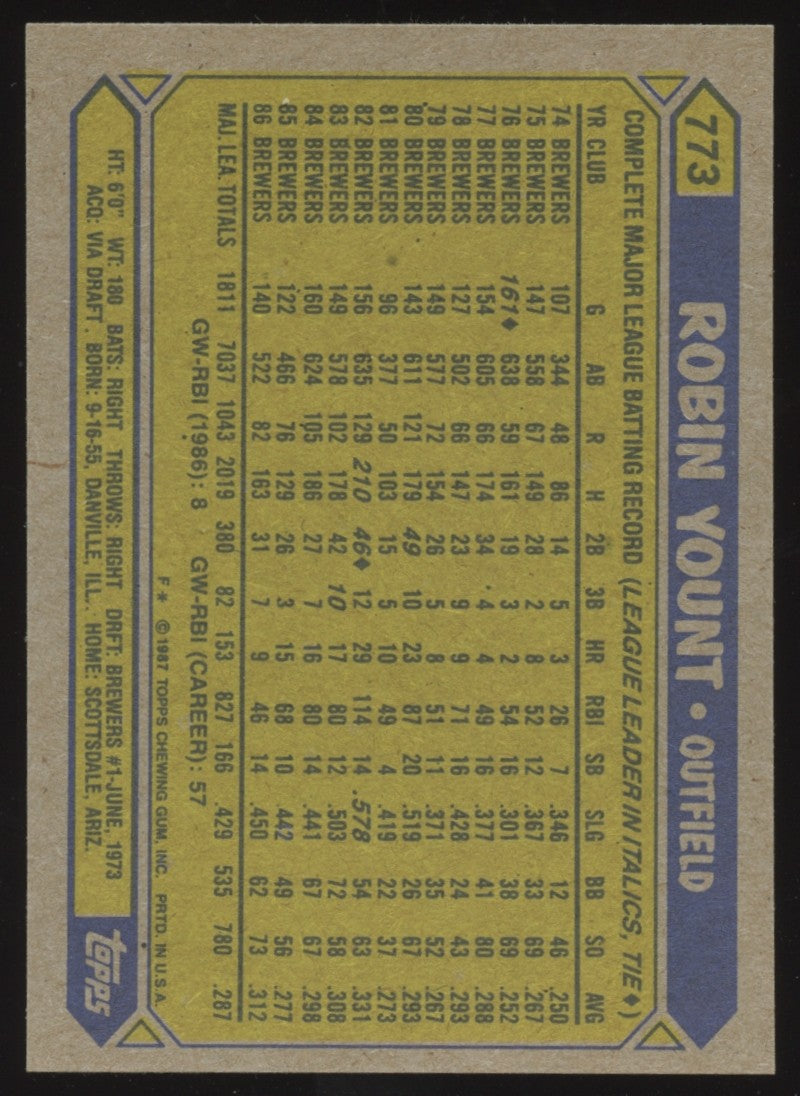 773 ROBIN YOUNT • OUTFIELD
COMPLETE MAJOR LEAGUE BATTING RECORD (LEAGUE LEADER IN ITALICS, TIE♦)
YR CLUB G AB R H 2B 3B HR RBI SB SLG BB SO AVG
74 BREWERS 107 344 48 86 14 5 3 26 7 .346 12 46 .250
75 BREWERS 147 558 67 149 28 2 8 52 12 .367 33 69 .267
76 BREWERS 161♦ 638 59 161 19 3 2 54 16 .301 38 69 .252
77 BREWERS 154 605 66 174 34 4 4 49 16 .377 41 80 .288
78 BREWERS 127 502 66 147 23 9 9 71 16 .428 24 43 .293
79 BREWERS 149 577 72 154 26 5 8 51 11 .371 35 52 .267
80 BREWERS 143 611 121 179 49 10 23 87 20 .519 26 67 .293
81 BREWERS 96 377 50 103 15 5 10 49 4 .419 22 37 .273
82 BREWERS 156 635 129 210 46♦ 12 29 114 14 .578 54 63 .331
83 BREWERS 149 578 102 178 42 10 17 80 12 .503 72 58 .308
84 BREWERS 160 624 105 186 27 7 16 80 14 .441 67 67 .298
85 BREWERS 122 466 76 129 26 3 15 68 10 .442 49 56 .277
86 BREWERS 140 522 82 163 31 7 9 46 14 .450 62 73 .312
MAJ. LEA. TOTALS 1811 7037 1043 2019 380 82 153 827 166 .429 535 780 .287
GW-RBI (1986): 8 GW-RBI (CAREER): 57
F* ©1987 TOPPS CHEWING GUM, INC. PRTD. IN U.S.A.
HT: 6'0" WT: 180 BATS: RIGHT THROWS: RIGHT DRFT: BREWERS #1-JUNE, 1973
ACQ: VIA DRAFT. BORN: 9-16-55, DANVILLE, ILL. HOME: SCOTTSDALE, ARIZ.
TOPPS